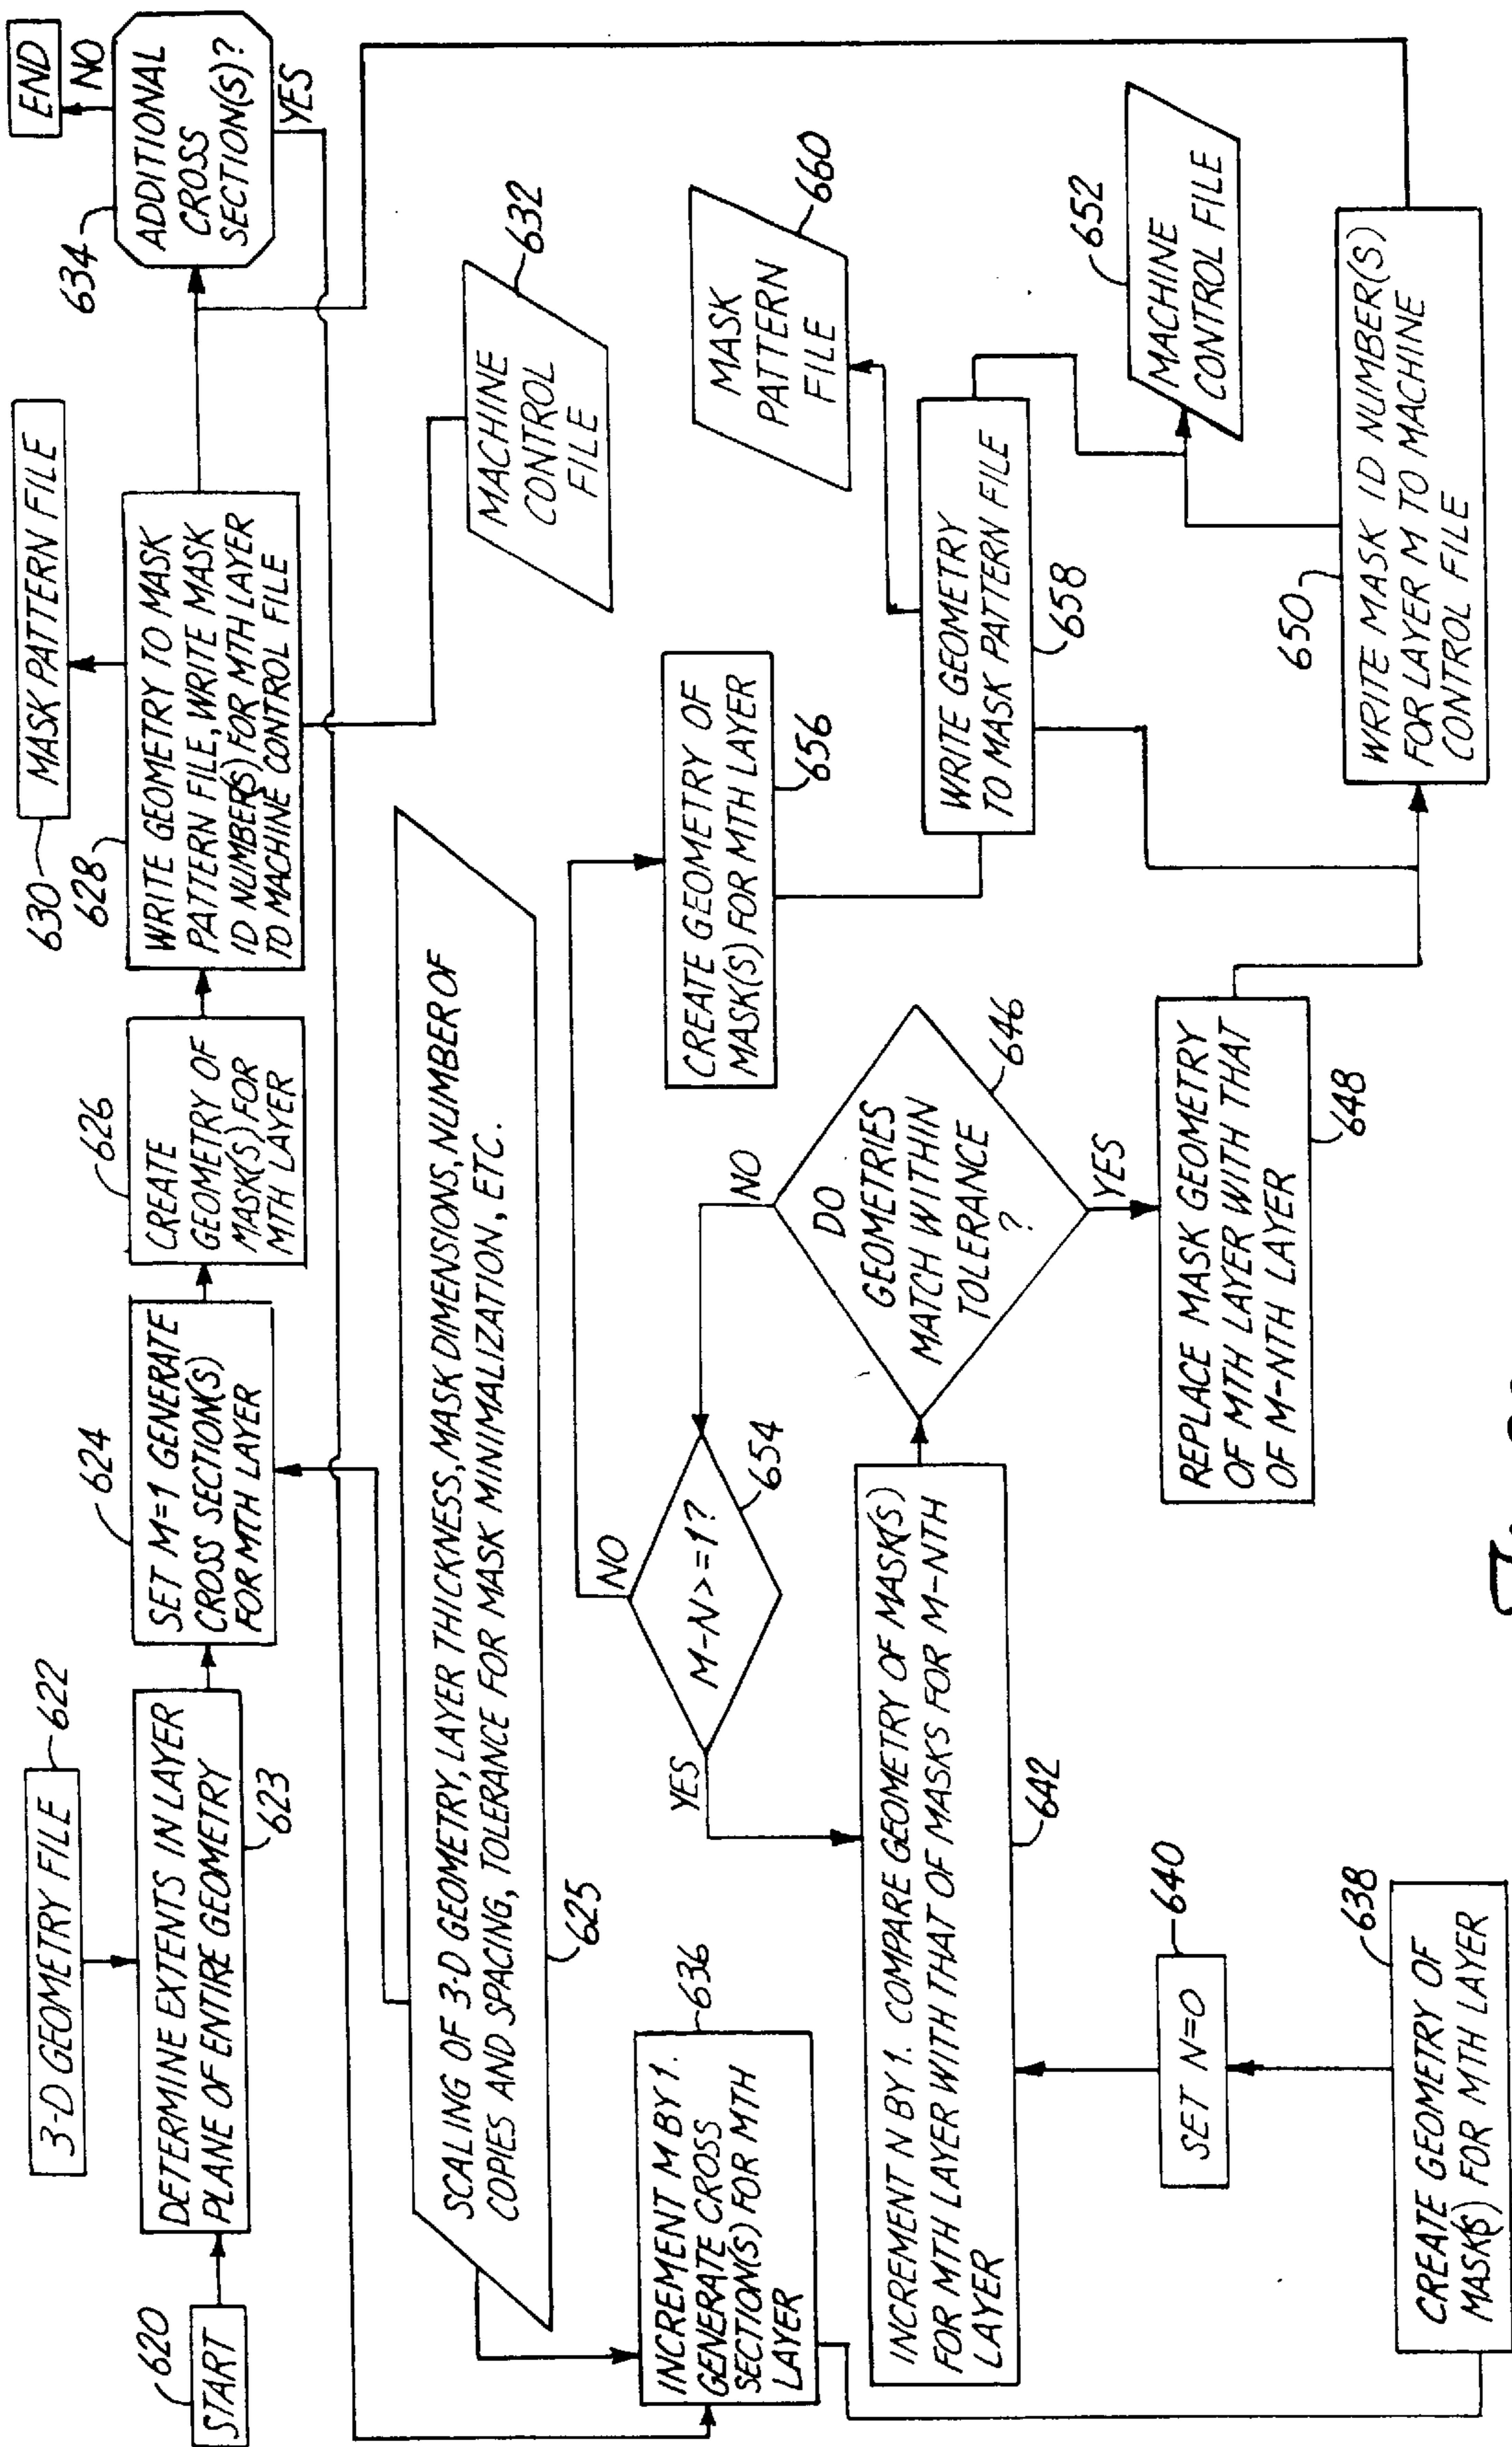 620
START
3-D GEOMETRY FILE
622
DETERMINE EXTENTS IN LAYER
PLANE OF ENTIRE GEOMETRY
623
624
SET M=1 GENERATE
CROSS SECTION(S)
FOR MTH LAYER
626
CREATE
GEOMETRY OF
MASK(S) FOR
MTH LAYER
630
MASK PATTERN FILE
628
WRITE GEOMETRY TO MASK
PATTERN FILE, WRITE MASK
ID NUMBER(S) FOR MTH LAYER
TO MACHINE CONTROL FILE
634
ADDITIONAL
CROSS
SECTION(S)?
NO
END
YES
MACHINE
CONTROL
FILE
632
SCALING OF 3-D GEOMETRY, LAYER THICKNESS, MASK DIMENSIONS, NUMBER OF
COPIES AND SPACING, TOLERANCE FOR MASK MINIMALIZATION, ETC.
625
INCREMENT M BY 1.
GENERATE CROSS
SECTION(S) FOR MTH
LAYER
636
YES
M-N>=1?
654
NO
CREATE GEOMETRY OF
MASK(S) FOR MTH LAYER
656
MASK
PATTERN
FILE
660
INCREMENT N BY 1. COMPARE GEOMETRY OF MASK(S)
FOR MTH LAYER WITH THAT OF MASKS FOR M-NTH
LAYER
642
DO
GEOMETRIES
MATCH WITHIN
TOLERANCE
?
646
NO
YES
WRITE GEOMETRY
TO MASK PATTERN FILE
658
652
MACHINE
CONTROL FILE
SET N=0
640
REPLACE MASK GEOMETRY
OF MTH LAYER WITH THAT
OF M-NTH LAYER
648
650
WRITE MASK ID NUMBER(S)
FOR LAYER M TO MACHINE
CONTROL FILE
638
CREATE GEOMETRY OF
MASK(S) FOR MTH LAYER